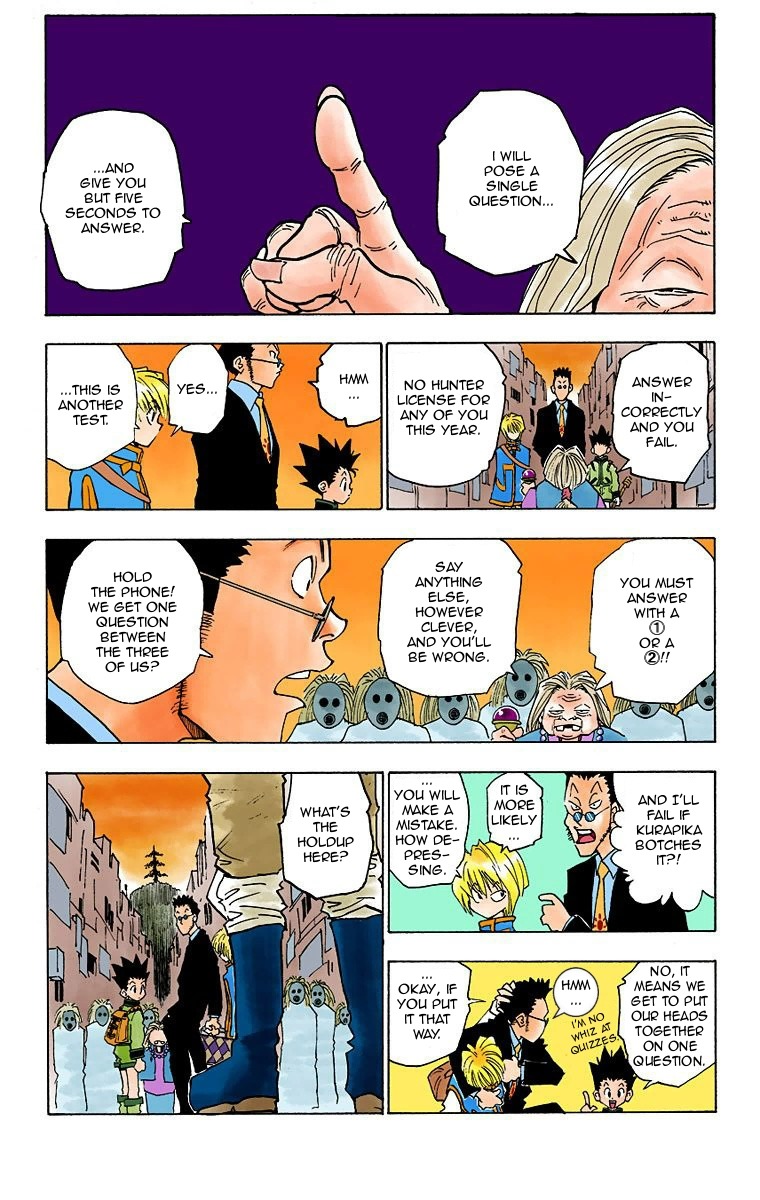 I WILL
POSE A
SINGLE
QUESTION...
...AND
GIVE YOU
BUT FIVE
SECONDS TO
ANSWER.
ANSWER
IN-
CORRECTLY
AND YOU
FAIL.
NO HUNTER
LICENSE FOR
ANY OF YOU
THIS YEAR.
HMM
...
YES...
...THIS IS
ANOTHER
TEST.
YOU MUST
ANSWER
WITH A
①
OR A
②!!
SAY
ANYTHING
ELSE,
HOWEVER
CLEVER,
AND YOU'LL
BE WRONG.
HOLD
THE PHONE!
WE GET ONE
QUESTION
BETWEEN
THE THREE
OF US?
AND I'LL
FAIL IF
KURAPIKA
BOTCHES
IT?!
IT IS
MORE
LIKELY
...
...
YOU WILL
MAKE A
MISTAKE.
HOW DE-
PRES-
SING.
NO, IT
MEANS WE
GET TO PUT
OUR HEADS
TOGETHER
ON ONE
QUESTION.
HMM
...
I'M NO
WHIZ AT
QUIZZES.
...
OKAY, IF
YOU PUT
IT THAT
WAY.
WHAT'S
THE
HOLDUP
HERE?